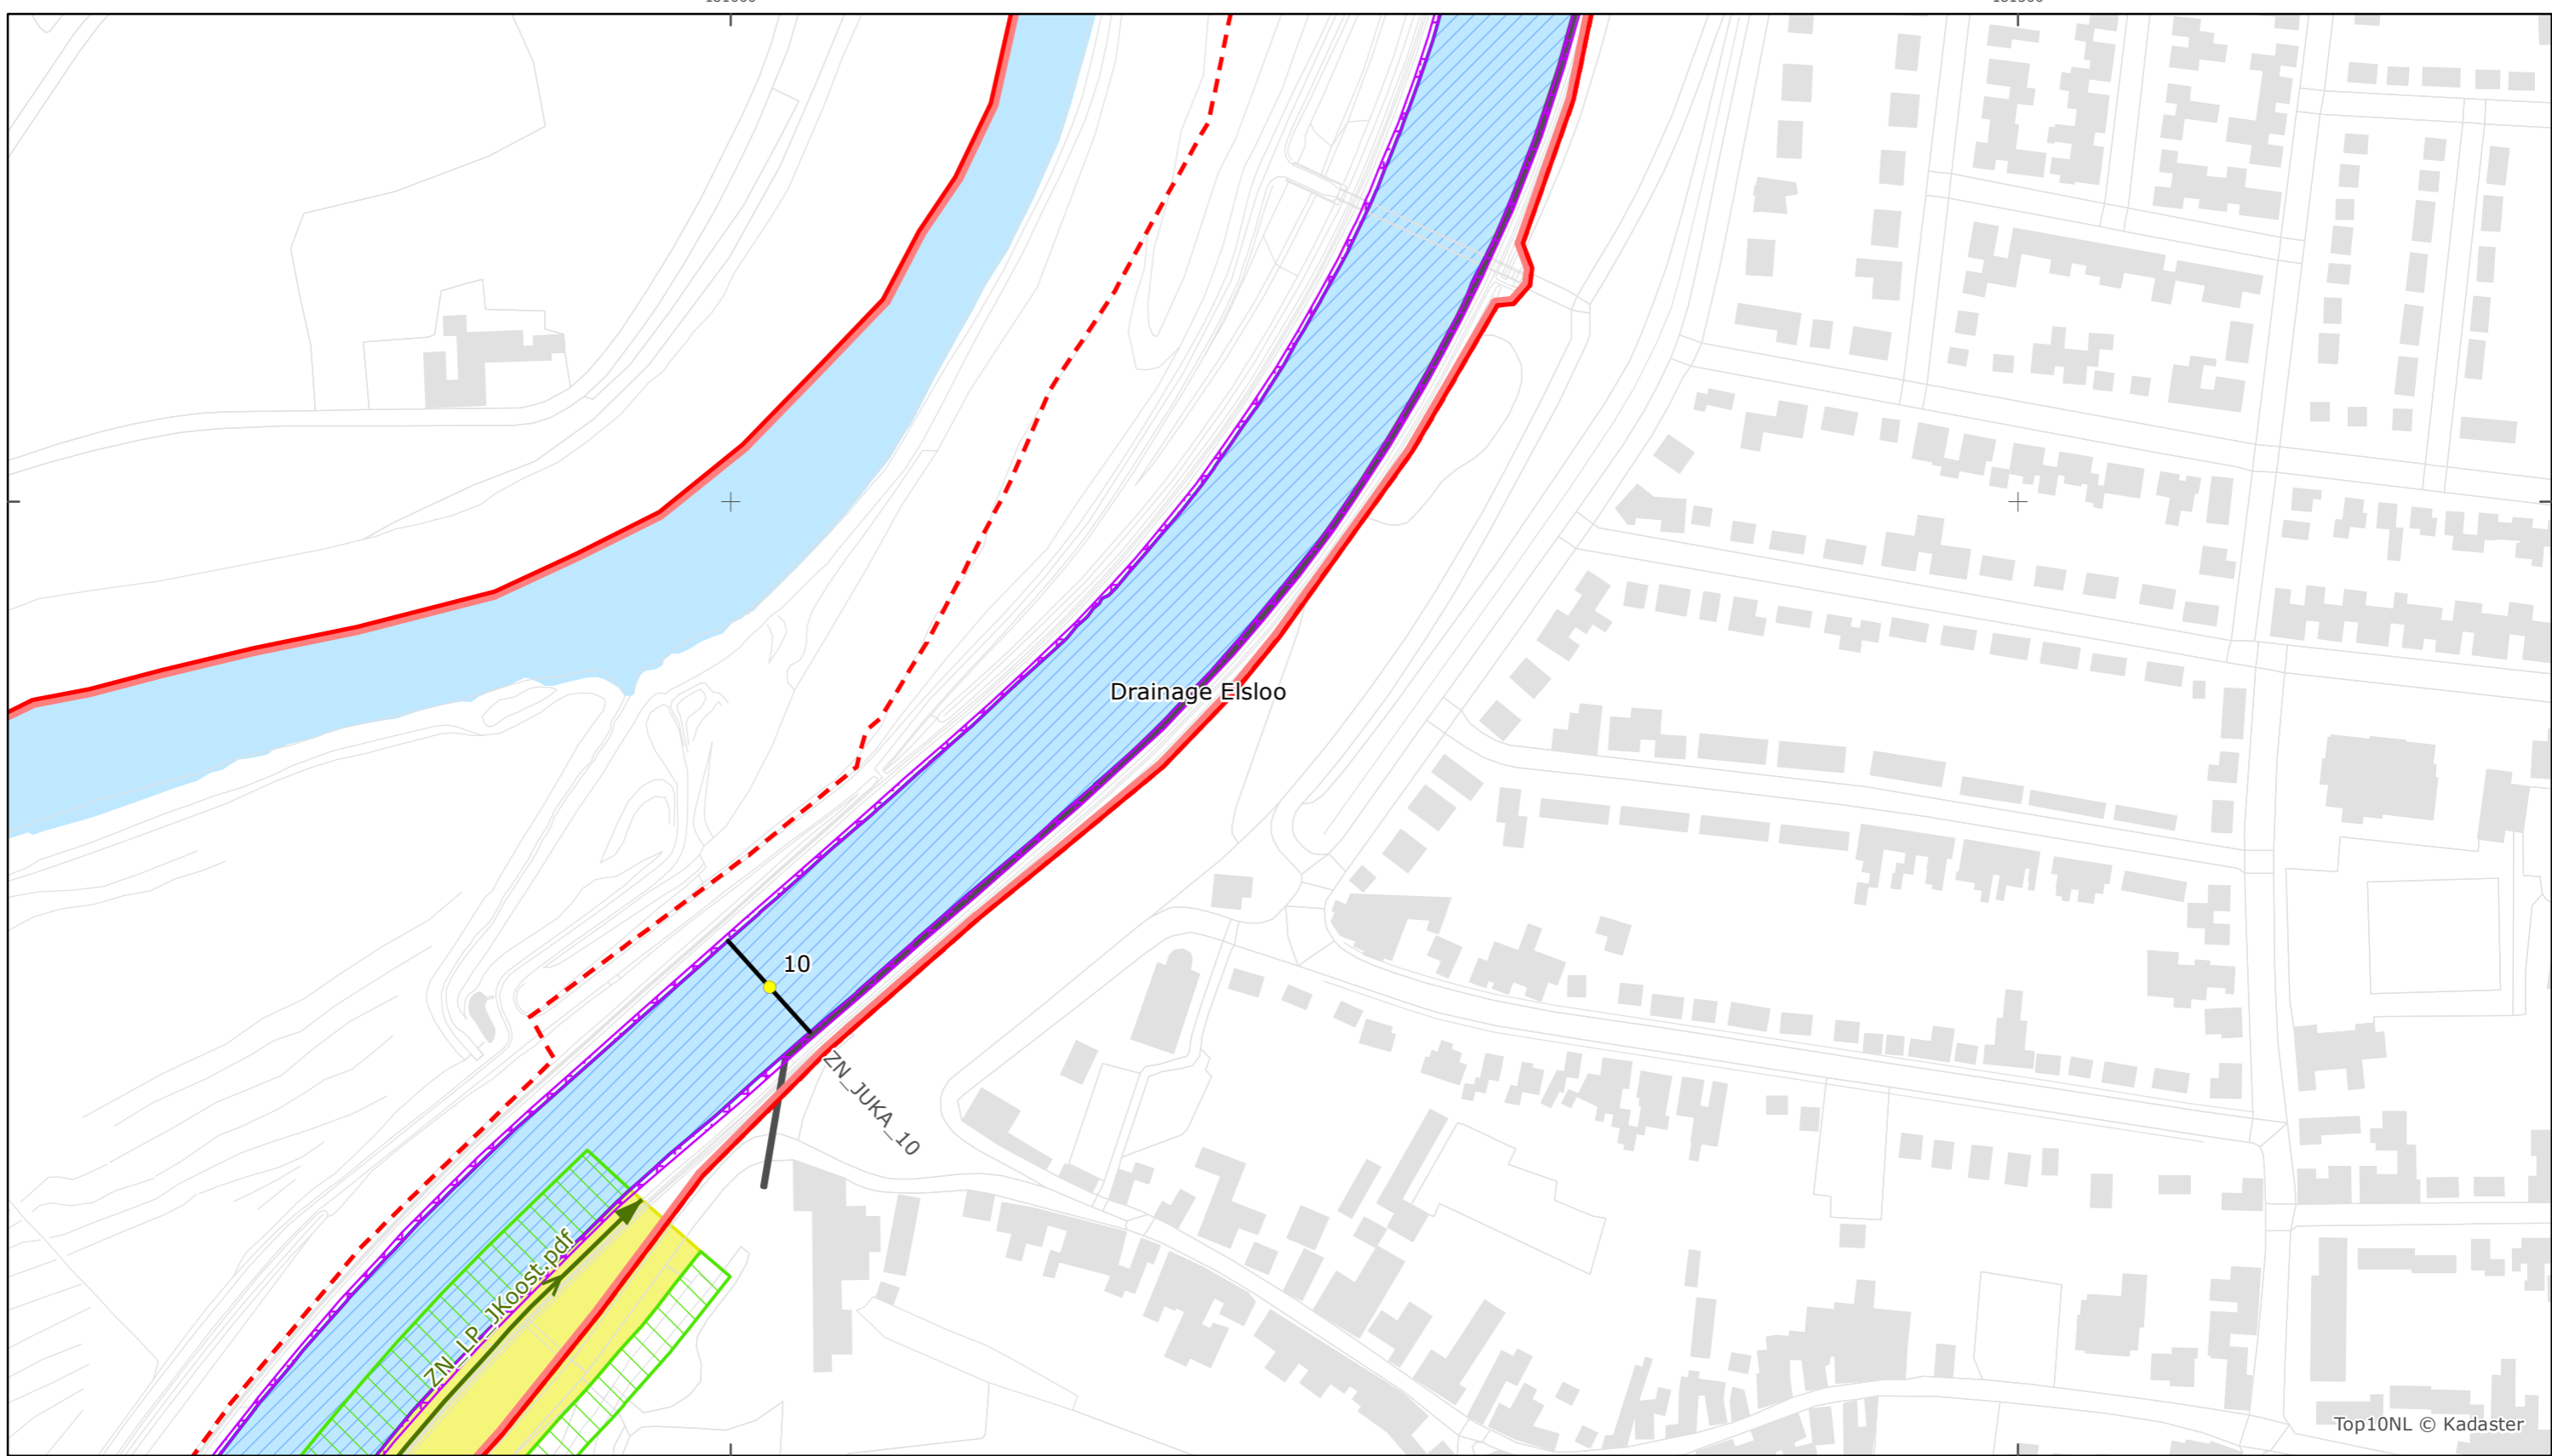 Drainage Elsloo
10
ZN_JUKA_10
ZN_LP_JKoost.pdf
Top10NL © Kadaster